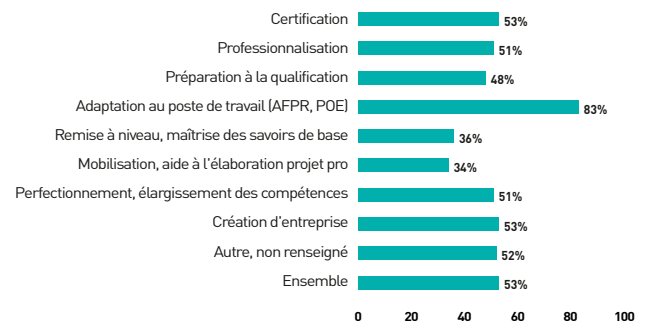 Certification 53%
Professionnalisation 51%
Préparation à la qualification 48%
Adaptation au poste de travail (AFPR, POE) 83%
Remise à niveau, maîtrise des savoirs de base 36%
Mobilisation, aide à l'élaboration projet pro 34%
Perfectionnement, élargissement des compétences 51%
Création d'entreprise 53%
Autre, non renseigné 52%
Ensemble 53%
0 20 40 60 80 100